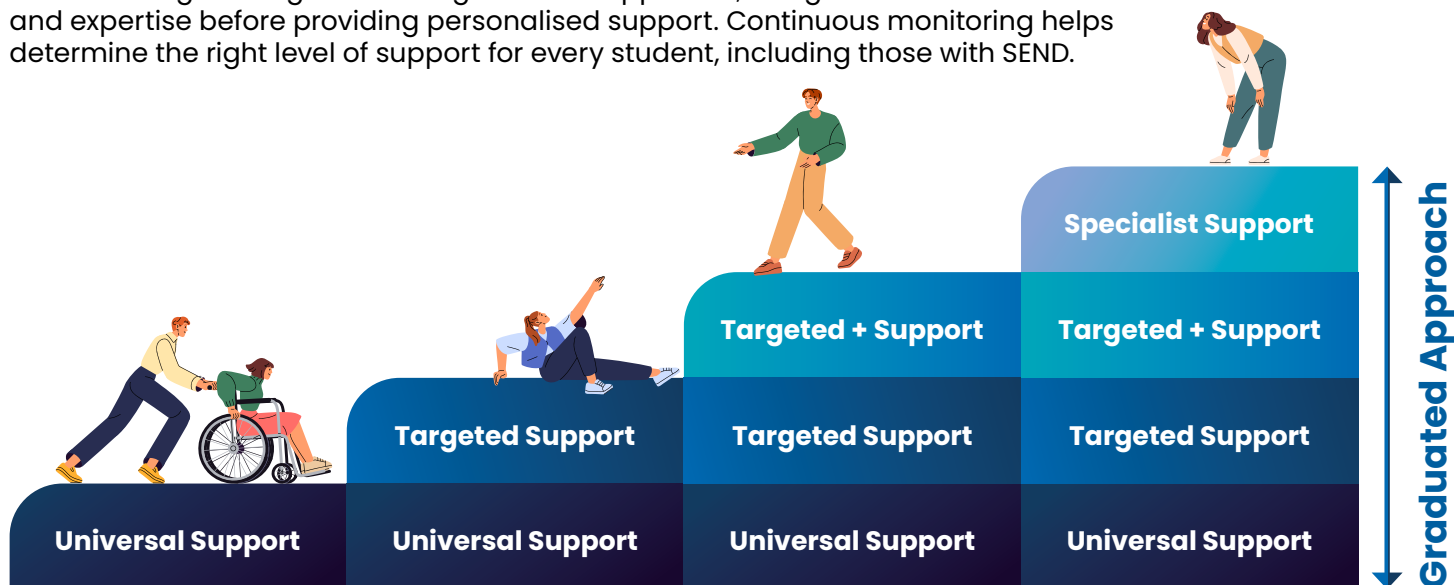 and expertise before providing personalised support. Continuous monitoring helps
determine the right level of support for every student, including those with SEND.
Specialist Support
Targeted + Support
Targeted + Support
Targeted Support
Targeted Support
Targeted Support
Universal Support
Universal Support
Universal Support
Universal Support
Graduated Approach